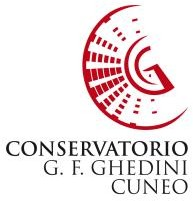 CONSERVATORIO
G. F. GHEDINI
CUNEO